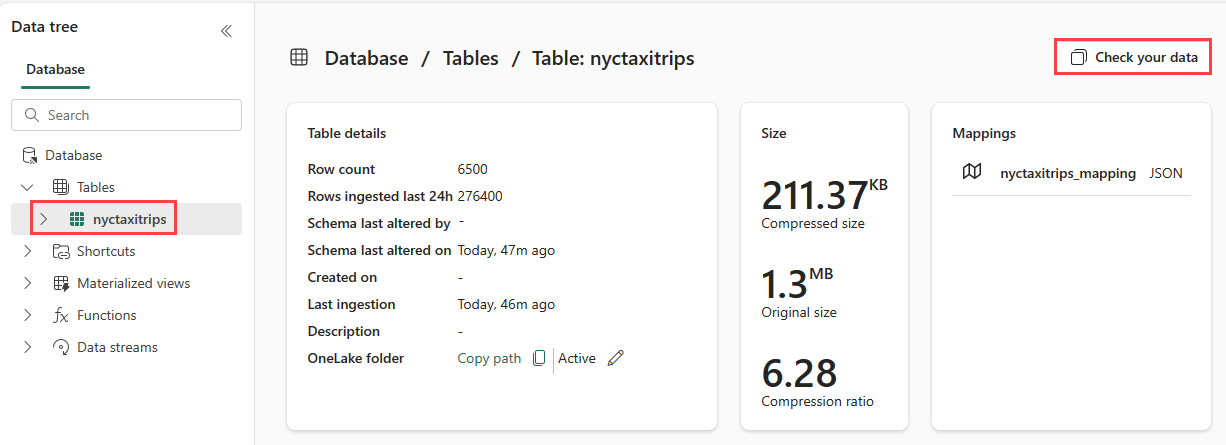 Data tree
Database
Search
Database
Tables
nyctaxitrips
Shortcuts
Materialized views
Functions
Data streams
Database / Tables / Table: nyctaxitrips
Check your data
Table details
Row count 6500
Rows ingested last 24h 276400
Schema last altered by -
Schema last altered on Today, 47m ago
Created on -
Last ingestion Today, 46m ago
Description -
OneLake folder Copy path Active
Size
211.37 KB
Compressed size
1.3 MB
Original size
6.28
Compression ratio
Mappings
nyctaxitrips_mapping JSON